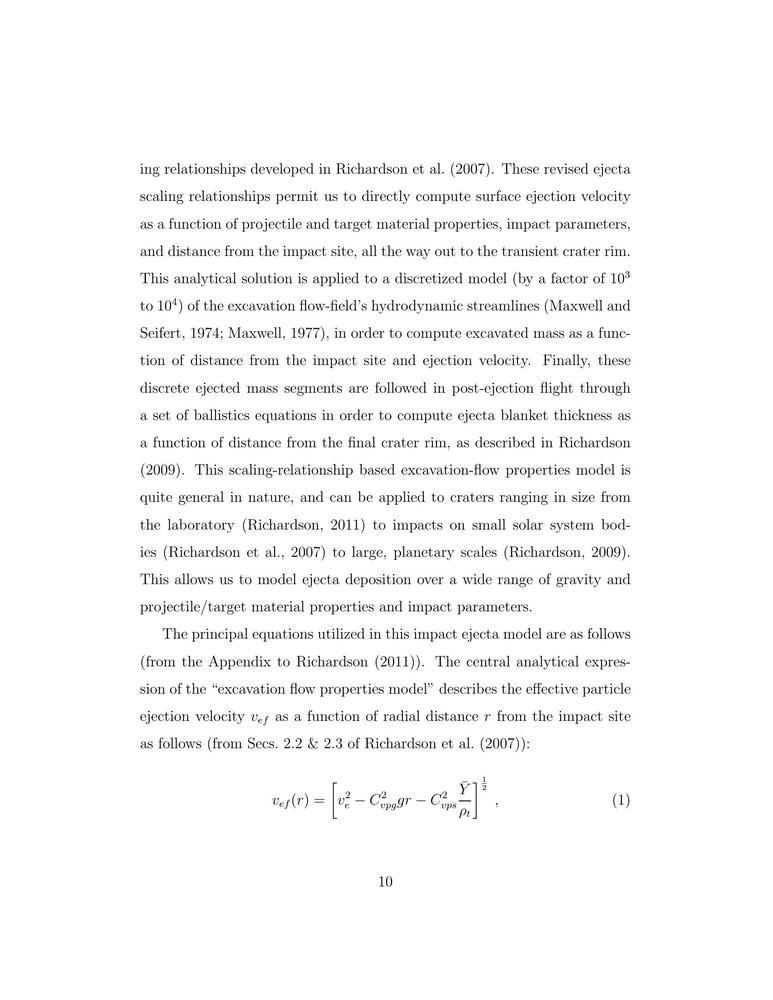 ing relationships developed in Richardson et al. (2007). These revised ejecta
scaling relationships permit us to directly compute surface ejection velocity
as a function of projectile and target material properties, impact parameters,
and distance from the impact site, all the way out to the transient crater rim.
This analytical solution is applied to a discretized model (by a factor of 10³
to 10⁴) of the excavation flow-field's hydrodynamic streamlines (Maxwell and
Seifert, 1974; Maxwell, 1977), in order to compute excavated mass as a func-
tion of distance from the impact site and ejection velocity. Finally, these
discrete ejected mass segments are followed in post-ejection flight through
a set of ballistics equations in order to compute ejecta blanket thickness as
a function of distance from the final crater rim, as described in Richardson
(2009). This scaling-relationship based excavation-flow properties model is
quite general in nature, and can be applied to craters ranging in size from
the laboratory (Richardson, 2011) to impacts on small solar system bod-
ies (Richardson et al., 2007) to large, planetary scales (Richardson, 2009).
This allows us to model ejecta deposition over a wide range of gravity and
projectile/target material properties and impact parameters.
The principal equations utilized in this impact ejecta model are as follows
(from the Appendix to Richardson (2011)). The central analytical expres-
sion of the “excavation flow properties model” describes the effective particle
ejection velocity v_{ef} as a function of radial distance r from the impact site
as follows (from Secs. 2.2 & 2.3 of Richardson et al. (2007)):
v_{ef}(r) = [v_e^2 − C_{vpg}^2 gr − C_{vps}^2 \frac{\bar{Y}}{ρ_t}]^{\frac{1}{2}} , (1)
10